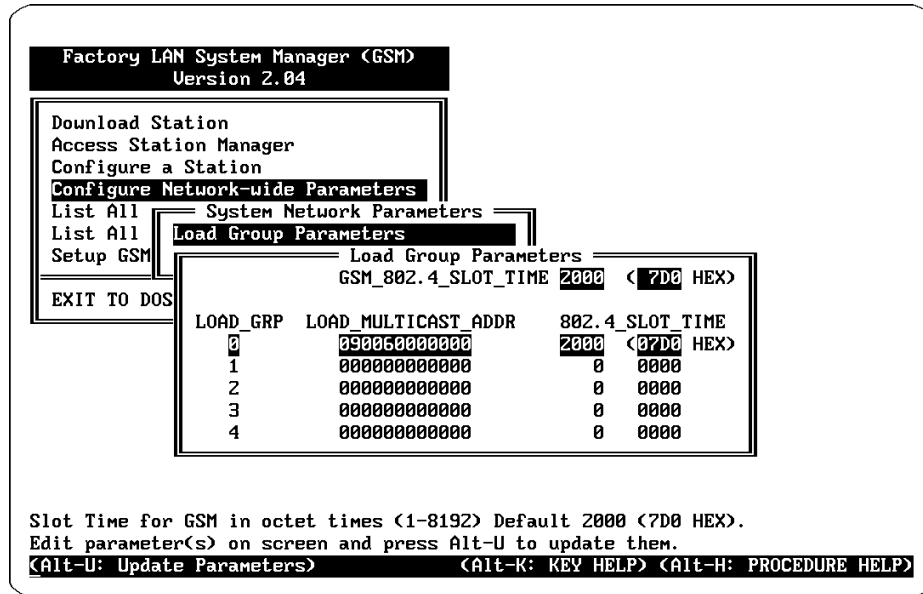 Factory LAN System Manager (GSM)
Version 2.04
Download Station
Access Station Manager
Configure a Station
Configure Network-wide Parameters
List All
List All
Setup GSM
EXIT TO DOS
System Network Parameters
Load Group Parameters
Load Group Parameters
GSM_802.4_SLOT_TIME 2000 ( 7D0 HEX)
LOAD_GRP LOAD_MULTICAST_ADDR 802.4_SLOT_TIME
0 090060000000 2000 (07D0 HEX)
1 000000000000 0 0000
2 000000000000 0 0000
3 000000000000 0 0000
4 000000000000 0 0000
Slot Time for GSM in octet times (1-8192) Default 2000 (7D0 HEX).
Edit parameter(s) on screen and press Alt-U to update them.
(Alt-U: Update Parameters) (Alt-K: KEY HELP) (Alt-H: PROCEDURE HELP)